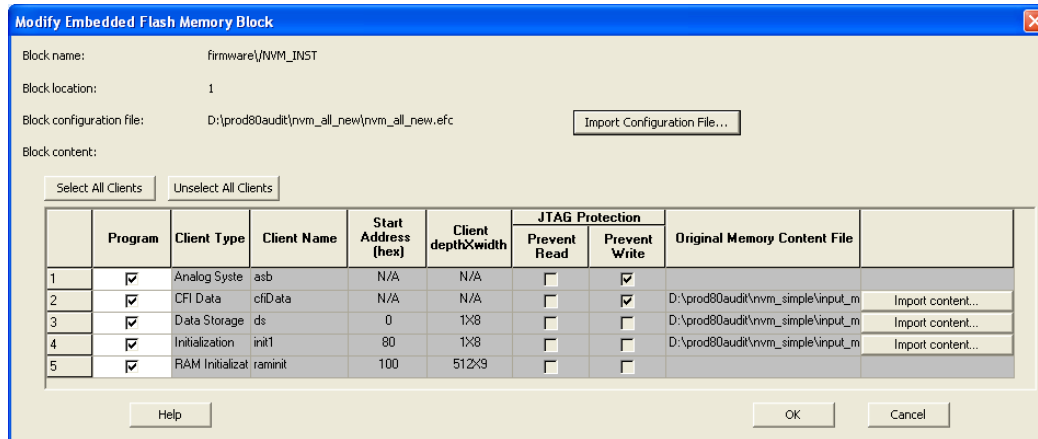 Modify Embedded Flash Memory Block
Block name: firmware\/NVM_INST
Block location: 1
Block configuration file: D:\prod80audit\nvm_all_new\nvm_all_new.efc Import Configuration File...
Block content:
Select All Clients Unselect All Clients
Program Client Type Client Name Start Address (hex) Client depthXwidth JTAG Protection Prevent Read Prevent Write Original Memory Content File
1 Analog Syste asb N/A N/A
2 CFI Data cfiData N/A N/A D:\prod80audit\nvm_simple\input_m Import content...
3 Data Storage ds 0 1X8 D:\prod80audit\nvm_simple\input_m Import content...
4 Initialization init1 80 1X8 D:\prod80audit\nvm_simple\input_m Import content...
5 RAM Initializat raminit 100 512X9
Help OK Cancel